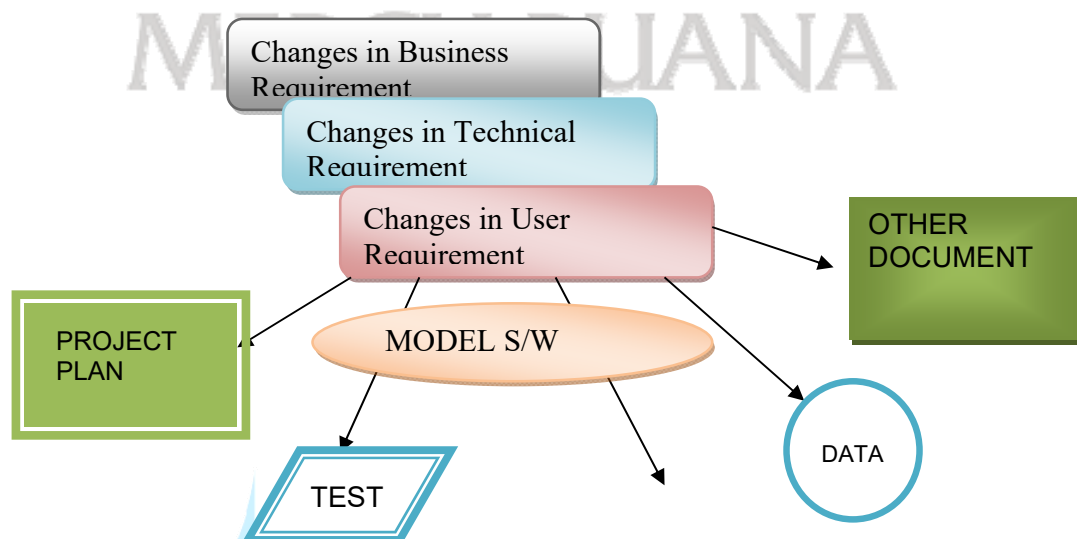 Changes in Business
Requirement
Changes in Technical
Requirement
Changes in User
Requirement
OTHER
DOCUMENT
PROJECT
PLAN
MODEL S/W
DATA
TEST